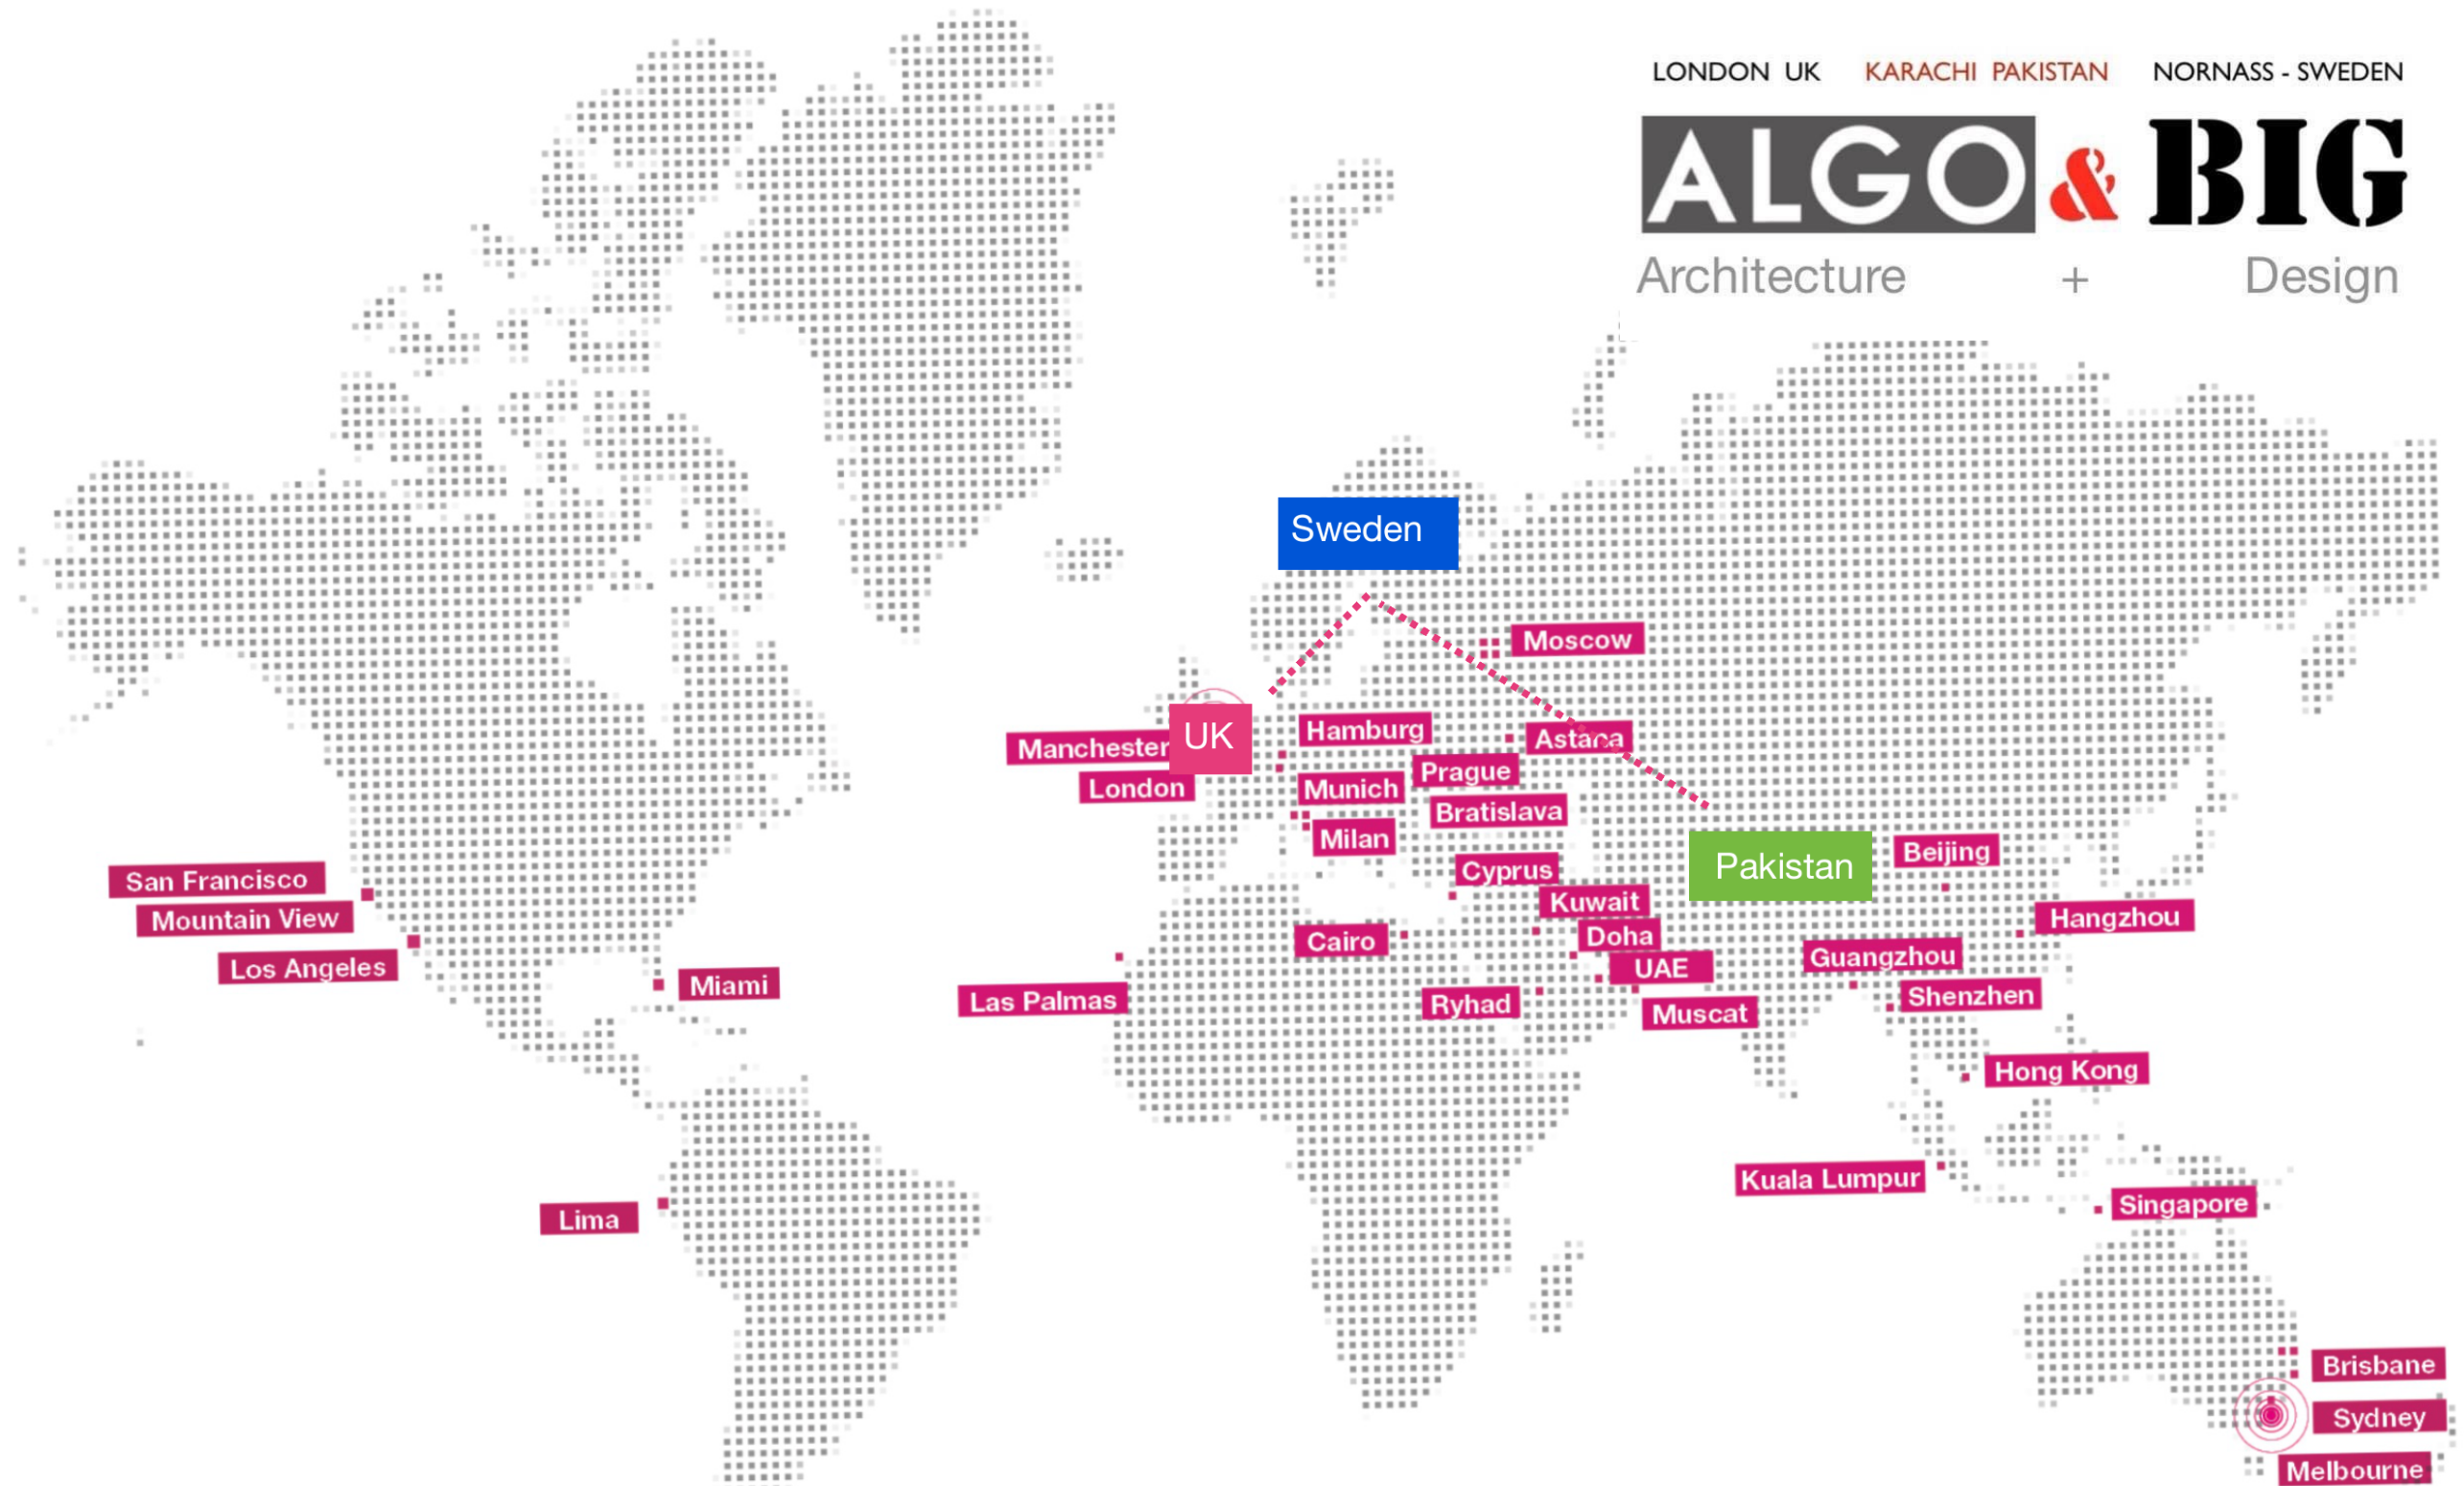 LONDON UK KARACHI PAKISTAN NORNASS - SWEDEN
ALGO & BIG
Architecture + Design
Sweden
Moscow
UK
Manchester
London
Hamburg
Astana
Prague
Munich
Bratislava
Milan
Cyprus
Pakistan
Beijing
San Francisco
Mountain View
Los Angeles
Miami
Kuwait
Hangzhou
Cairo
Doha
Guangzhou
UAE
Las Palmas
Ryhad
Shenzhen
Muscat
Hong Kong
Kuala Lumpur
Singapore
Lima
Brisbane
Sydney
Melbourne